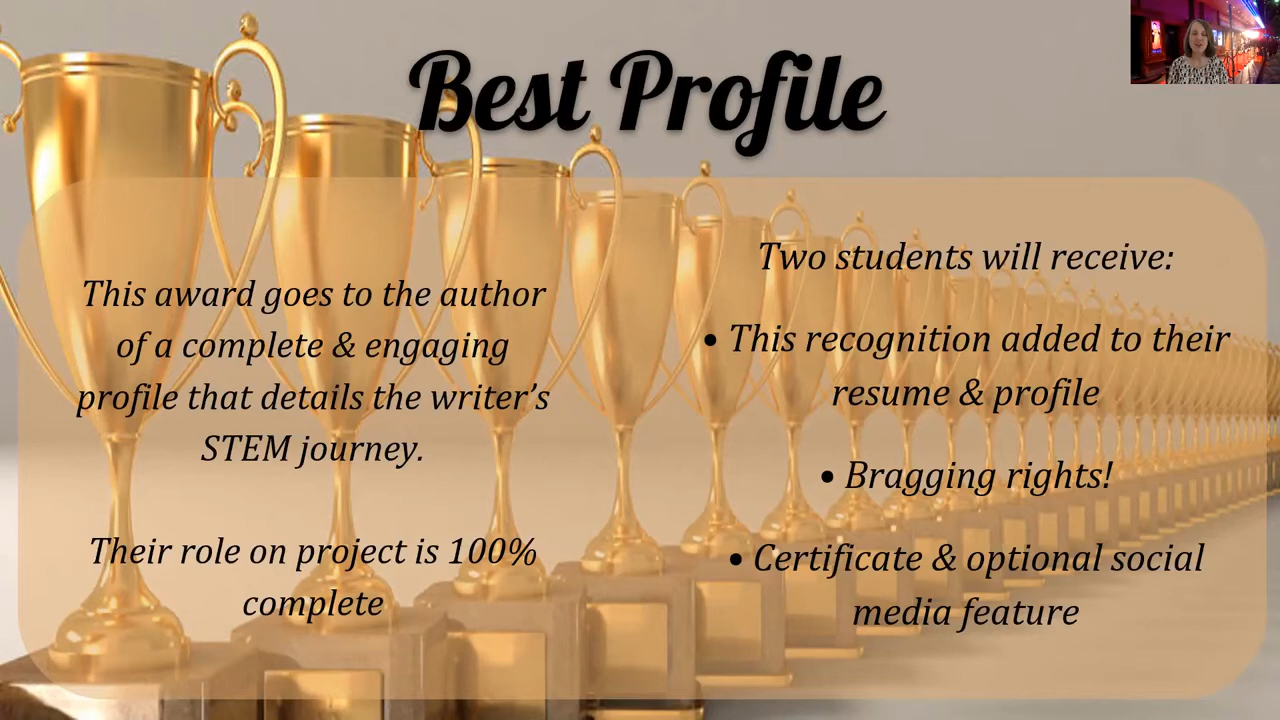 Best Profile
This award goes to the author
of a complete & engaging
profile that details the writer’s
STEM journey.
Their role on project is 100%
complete
Two students will receive:
• This recognition added to their
resume & profile
• Bragging rights!
• Certificate & optional social
media feature